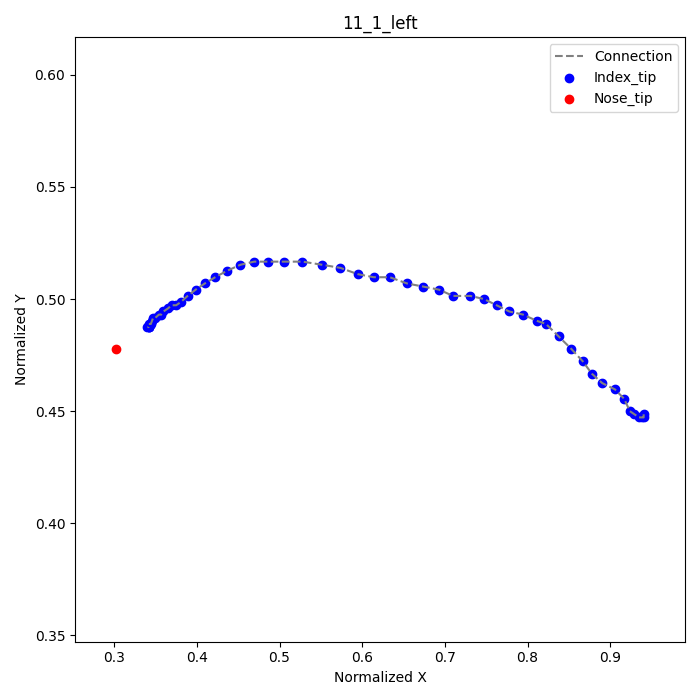 11_1_left
Connection
Index_tip
Nose_tip
0.60
0.55
0.50
0.45
0.40
0.35
Normalized Y
0.3 0.4 0.5 0.6 0.7 0.8 0.9
Normalized X